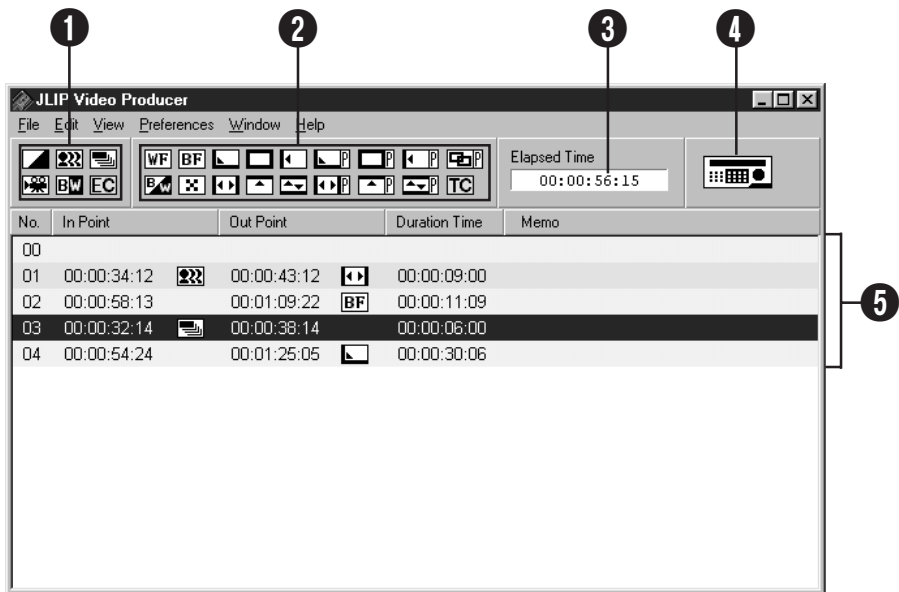 1 2 3 4
JLIP Video Producer
File Edit View Preferences Window Help
WF BF P P P P
BW EC B/W P P P TC
Elapsed Time
00:00:56:15
No. In Point Out Point Duration Time Memo
00
01 00:00:34:12 00:00:43:12 00:00:09:00
02 00:00:58:13 00:01:09:22 BF 00:00:11:09
03 00:00:32:14 00:00:38:14 00:00:06:00
04 00:00:54:24 00:01:25:05 00:00:30:06
5